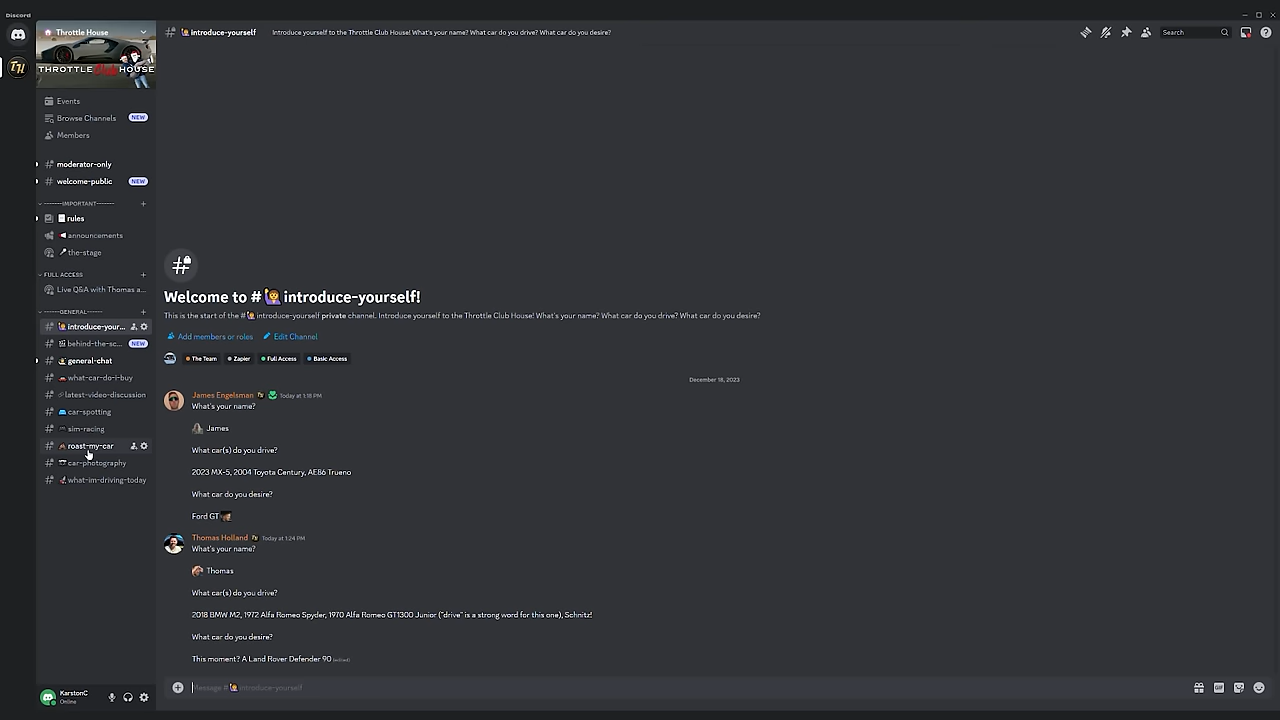 Discord
Throttle House
THROTTLE Club HOUSE
TH
Events
Browse Channels NEW
Members
moderator-only
welcome-public NEW
-------IMPORTANT-------
rules
announcements
the-stage
FULL ACCESS
Live Q&A with Thomas a...
-------GENERAL------
introduce-your...
behind-the-sc... NEW
general-chat
what-car-do-i-buy
latest-video-discussion
car-spotting
sim-racing
roast-my-car
car-photography
what-im-driving-today
KarstonC
Online
introduce-yourself
Introduce yourself to the Throttle Club House! What's your name? What car do you drive? What car do you desire?
Search
Welcome to #introduce-yourself!
This is the start of the #introduce-yourself private channel. Introduce yourself to the Throttle Club House! What's your name? What car do you drive? What car do you desire?
Add members or roles Edit Channel
The Team Zapier Full Access Basic Access
December 18, 2023
James Engelsman TH Today at 1:18 PM
What's your name?
James
What car(s) do you drive?
2023 MX-5, 2004 Toyota Century, AE86 Trueno
What car do you desire?
Ford GT
Thomas Holland TH Today at 1:24 PM
What's your name?
Thomas
What car(s) do you drive?
2018 BMW M2, 1972 Alfa Romeo Spyder, 1970 Alfa Romeo GT1300 Junior ("drive" is a strong word for this one), Schnitz!
What car do you desire?
This moment? A Land Rover Defender 90 (edited)
Message #introduce-yourself
GIF